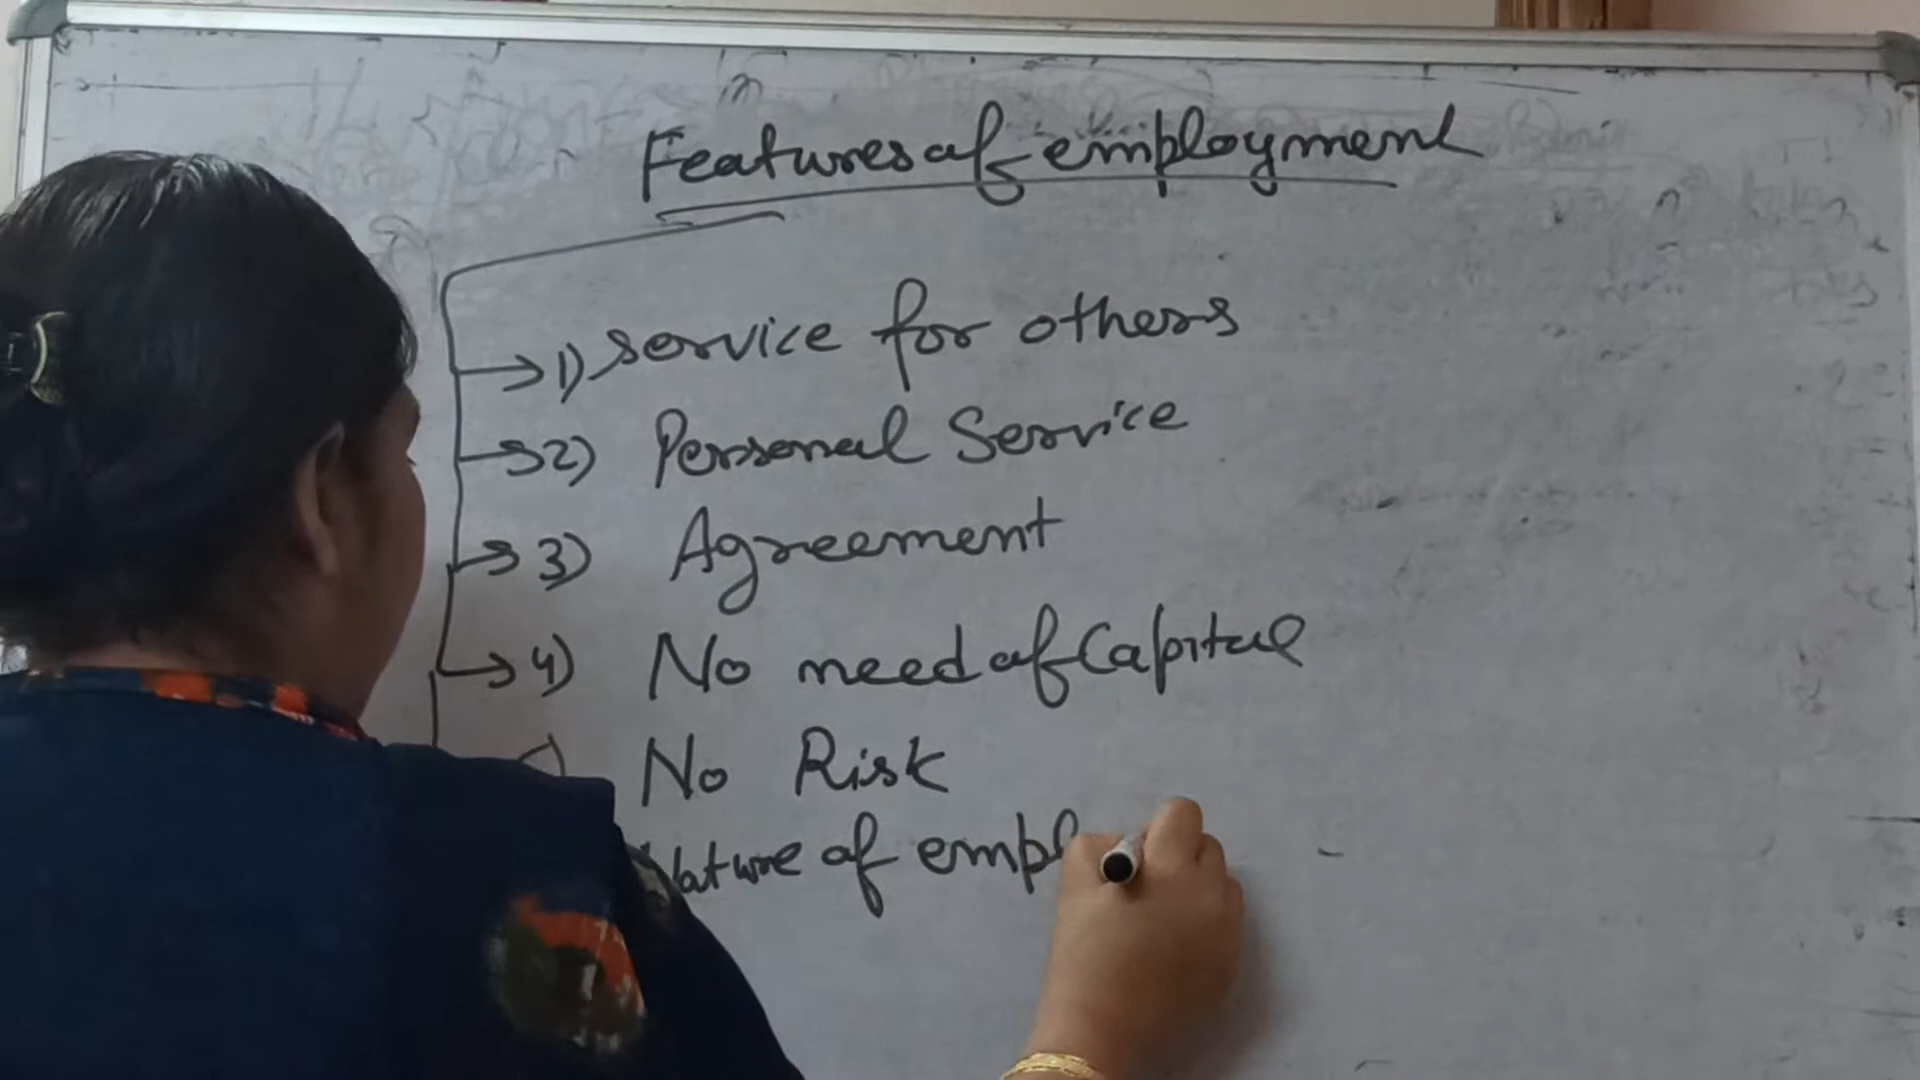 Features of employment
1) service for others
2) Personal Service
3) Agreement
4) No need of Capital
No Risk
Nature of empl